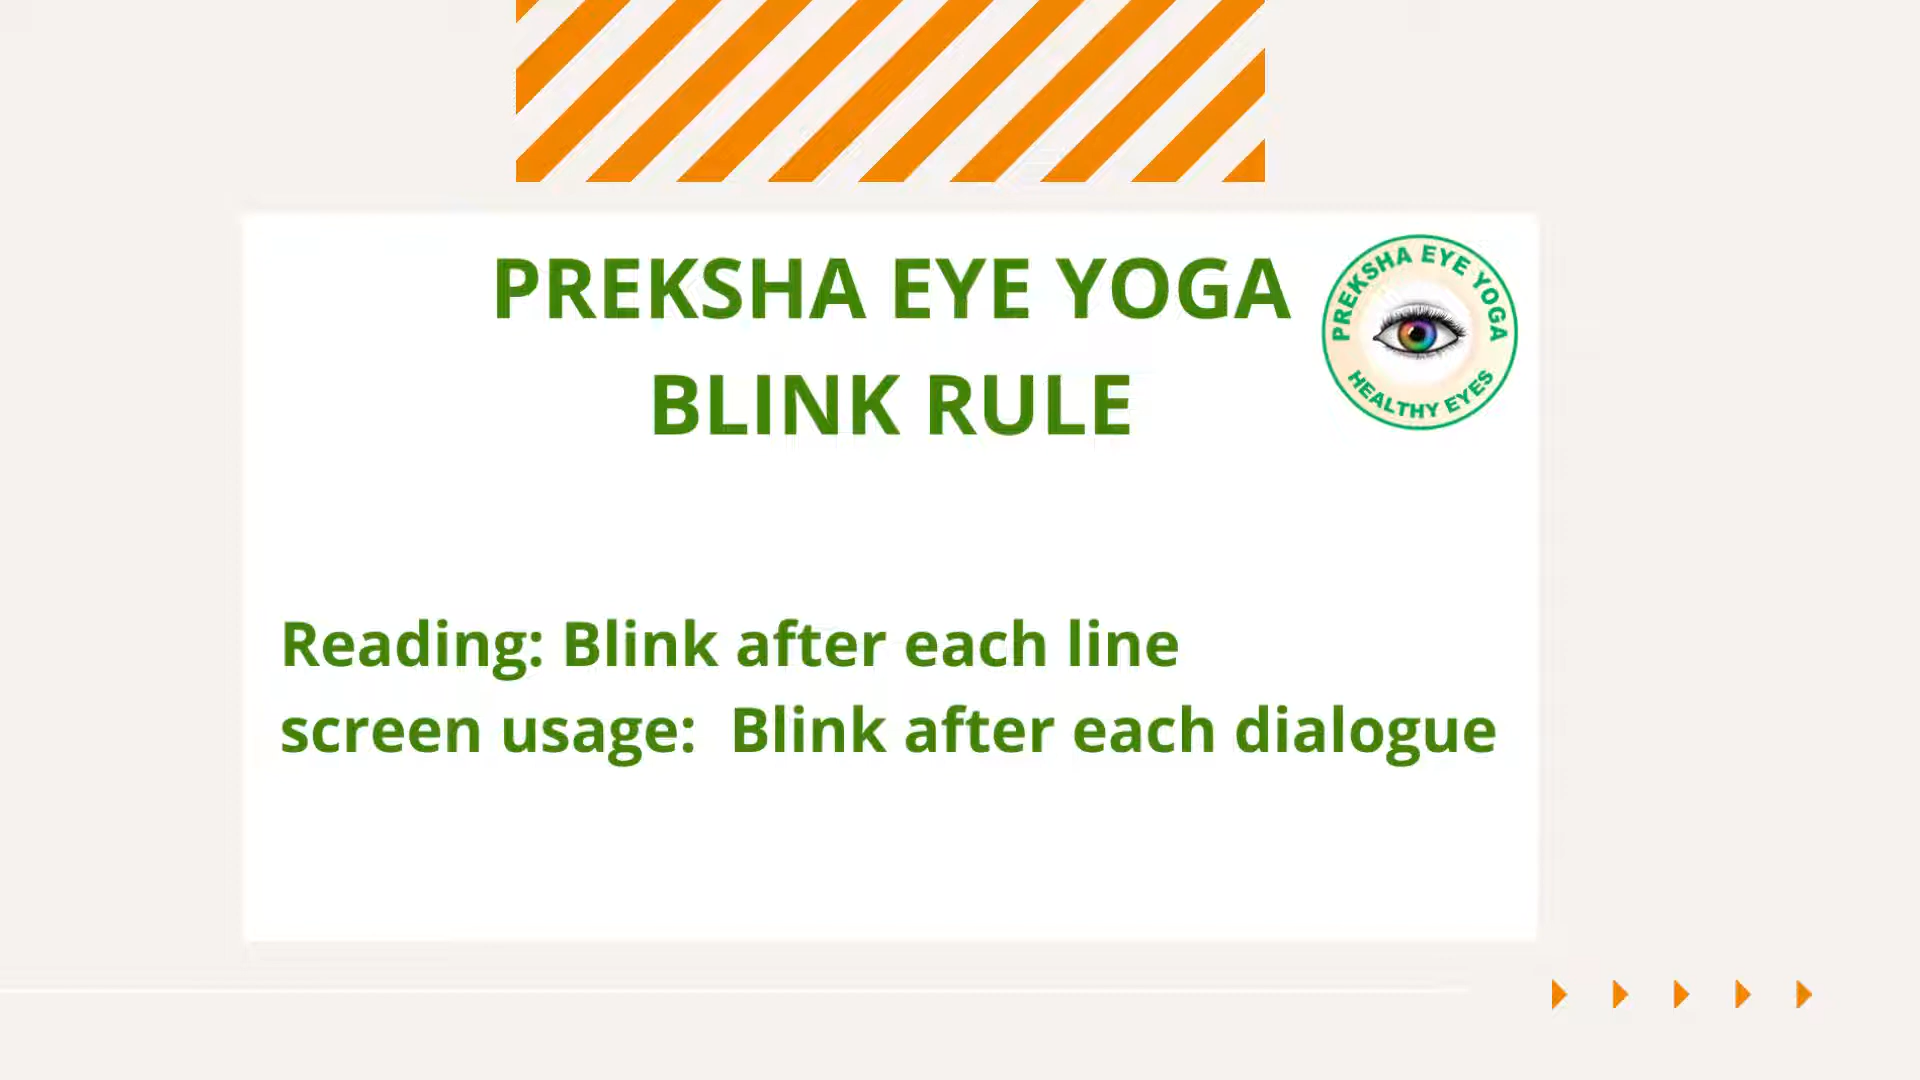 PREKSHA EYE YOGA
BLINK RULE
PREKSHA EYE YOGA
HEALTHY EYES
Reading: Blink after each line
screen usage:  Blink after each dialogue